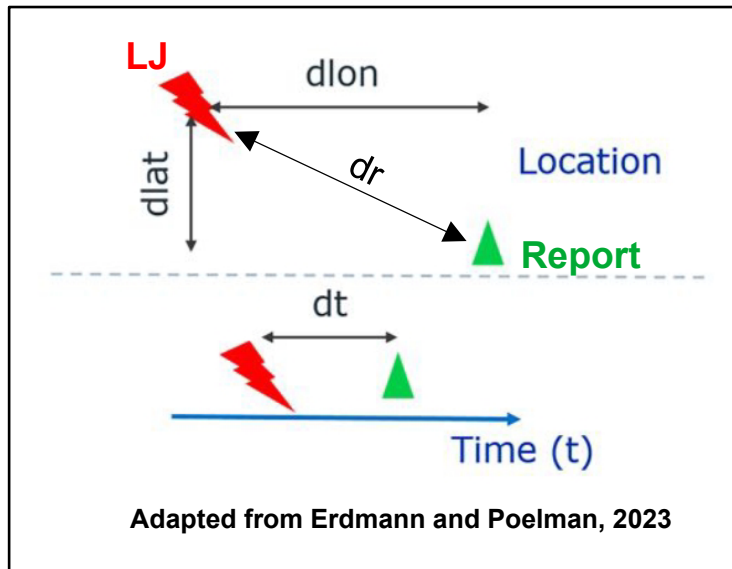 LJ
dlon
dlat
dr
Location
Report
dt
Time (t)
Adapted from Erdmann and Poelman, 2023